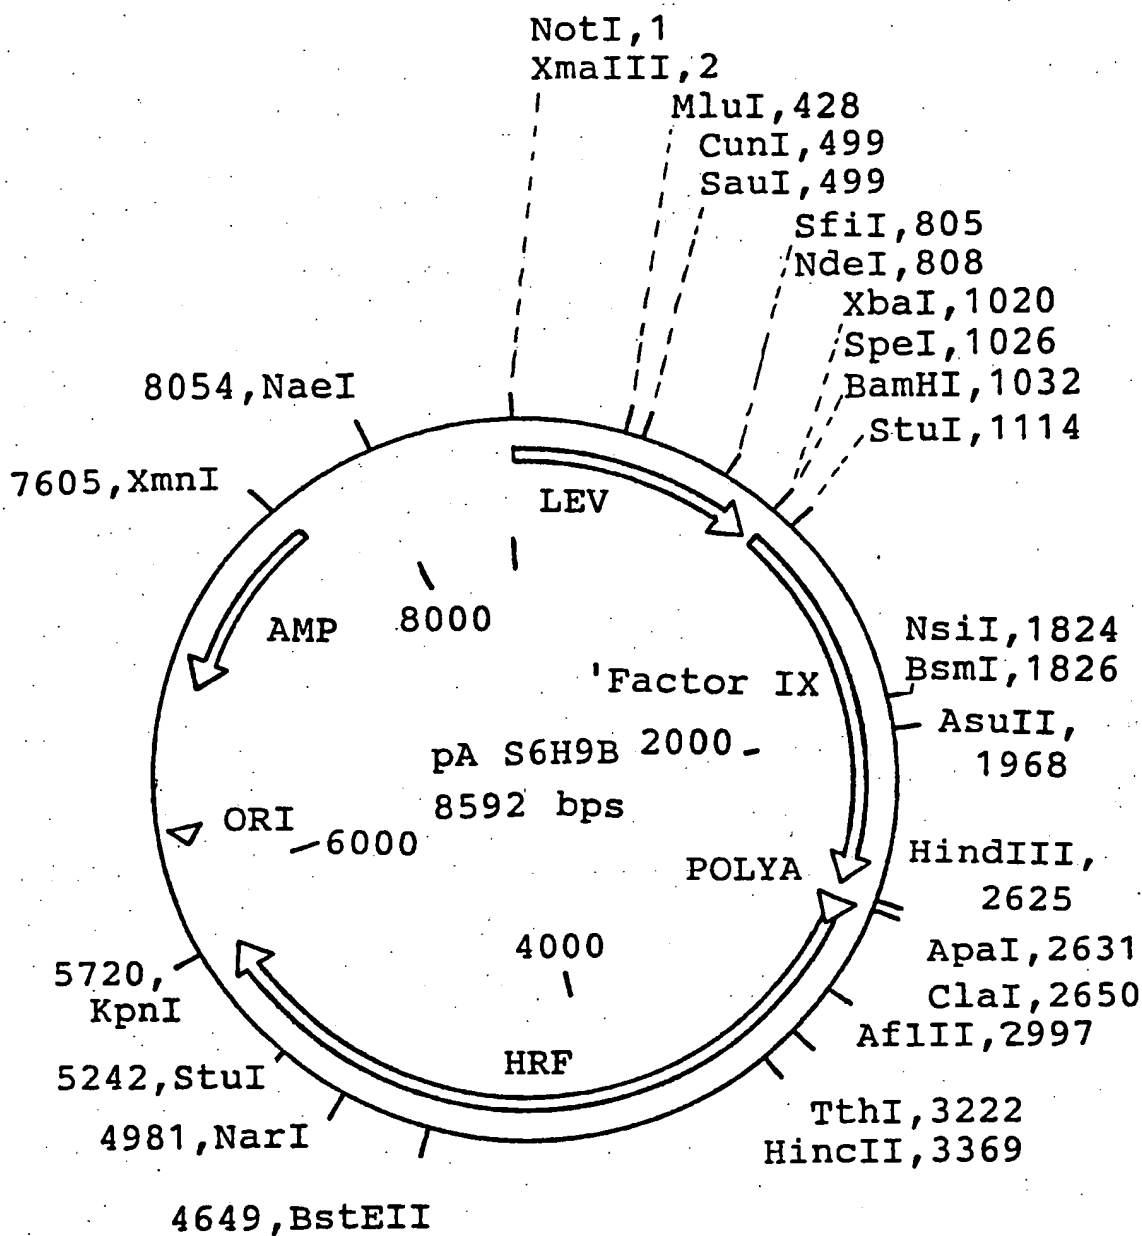 NotI,1
XmaIII,2
MluI,428
CunI,499
SauI,499
SfiI,805
NdeI,808
XbaI,1020
SpeI,1026
BamHI,1032
StuI,1114
8054,NaeI
7605,XmnI
LEV
AMP
8000
NsiI,1824
BsmI,1826
'Factor IX
AsuII,
1968
pA S6H9B
8592 bps
2000
ORI
6000
POLYA
HindIII,
2625
ApaI,2631
ClaI,2650
AflII,2997
4000
5720,
KpnI
HRF
5242,StuI
TthI,3222
4981,NarI
HincII,3369
4649,BstEII